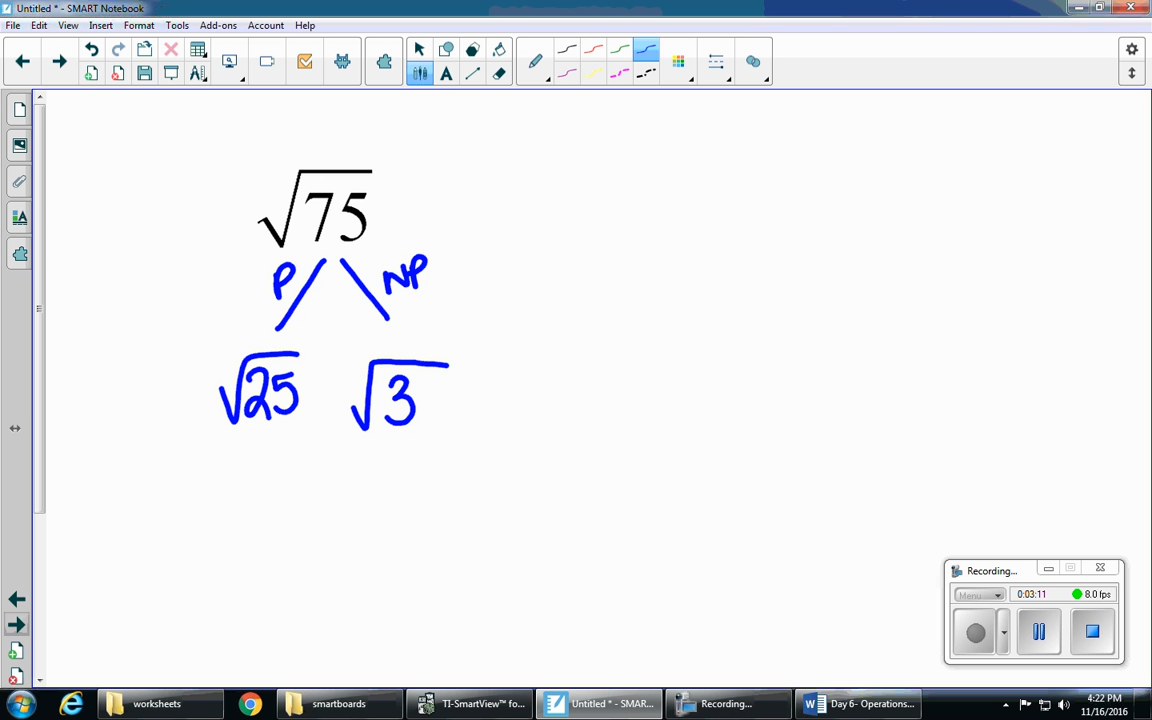 Untitled * - SMART Notebook
File Edit View Insert Format Tools Add-ons Account Help
√75
P NP
√25 √3
Recording...
Menu 0:03:11 8.0 fps
worksheets smartboards TI-SmartView™ fo... Untitled * - SMAR... Recording... Day 6- Operations...
4:22 PM
11/16/2016